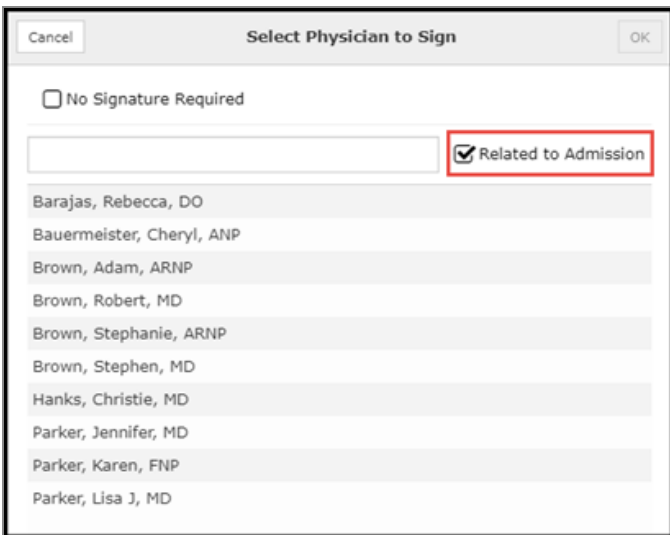 Cancel Select Physician to Sign OK
No Signature Required
Related to Admission
Barajas, Rebecca, DO
Bauermeister, Cheryl, ANP
Brown, Adam, ARNP
Brown, Robert, MD
Brown, Stephanie, ARNP
Brown, Stephen, MD
Hanks, Christie, MD
Parker, Jennifer, MD
Parker, Karen, FNP
Parker, Lisa J, MD